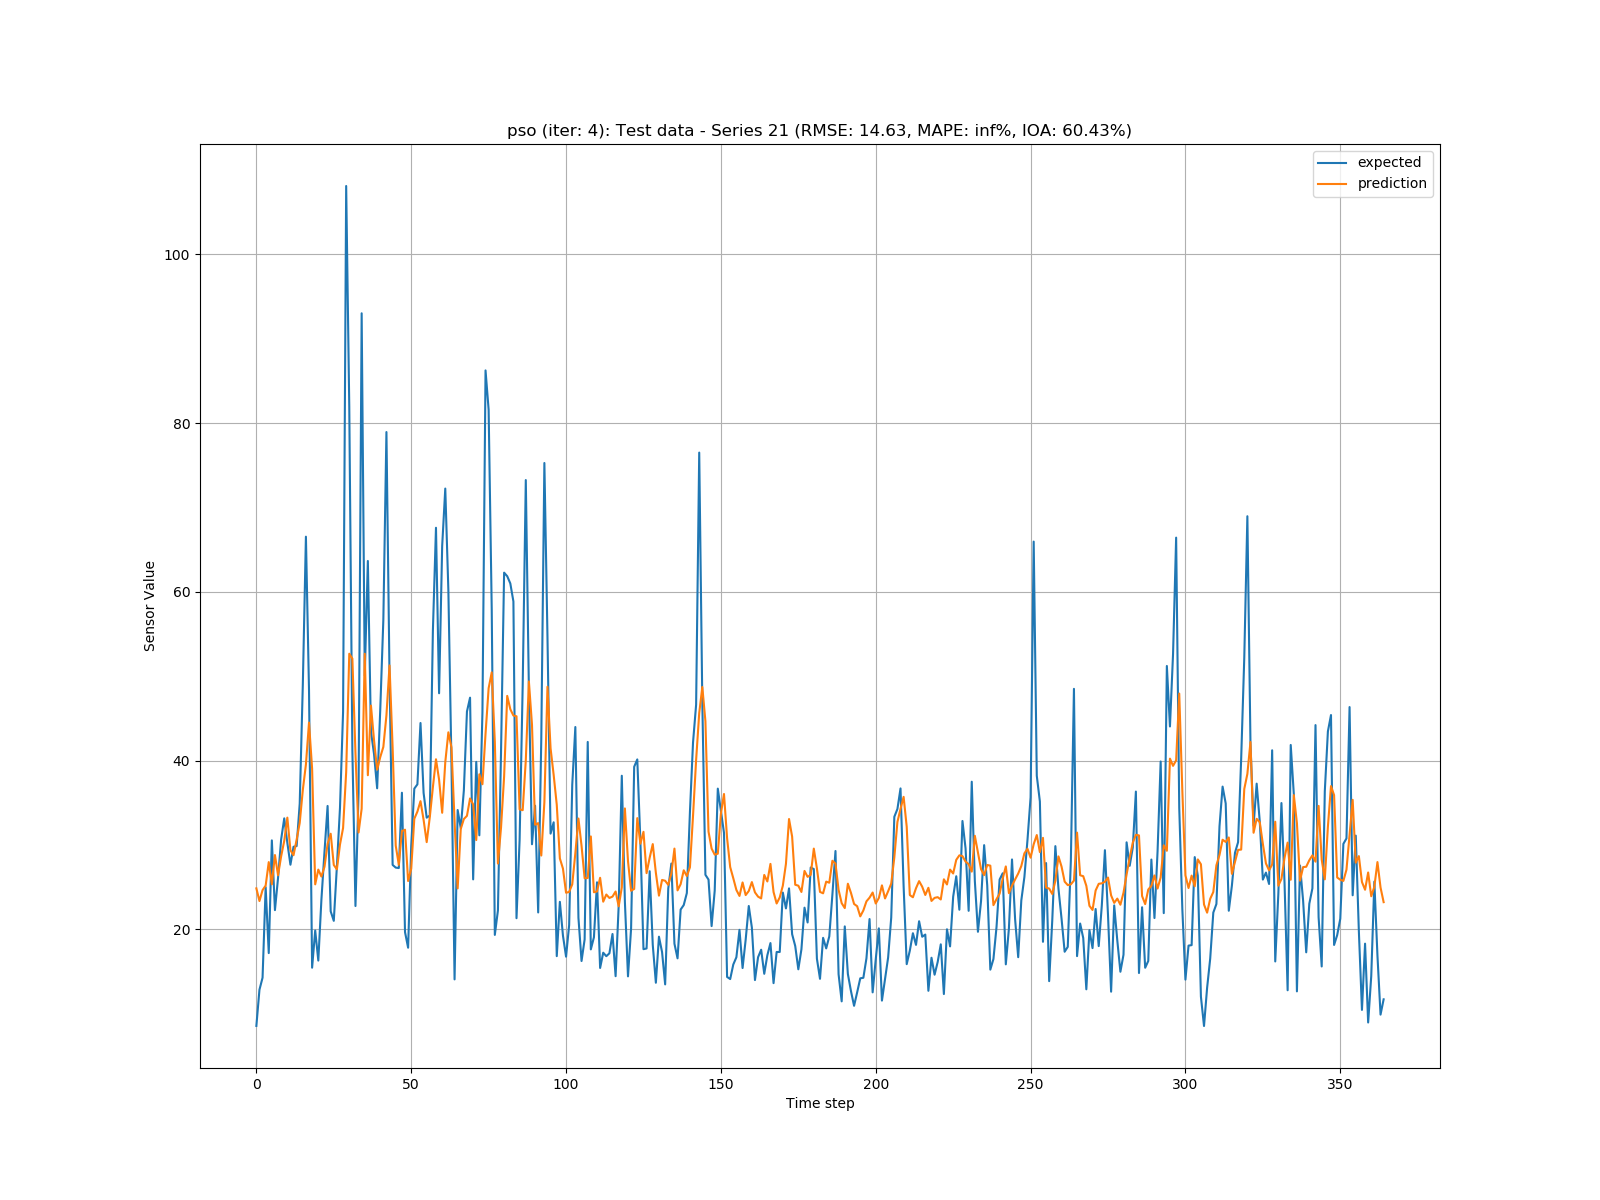 pso (iter: 4): Test data - Series 21 (RMSE: 14.63, MAPE: inf%, IOA: 60.43%)
expected
prediction
100
80
60
40
20
Sensor Value
0 50 100 150 200 250 300 350
Time step